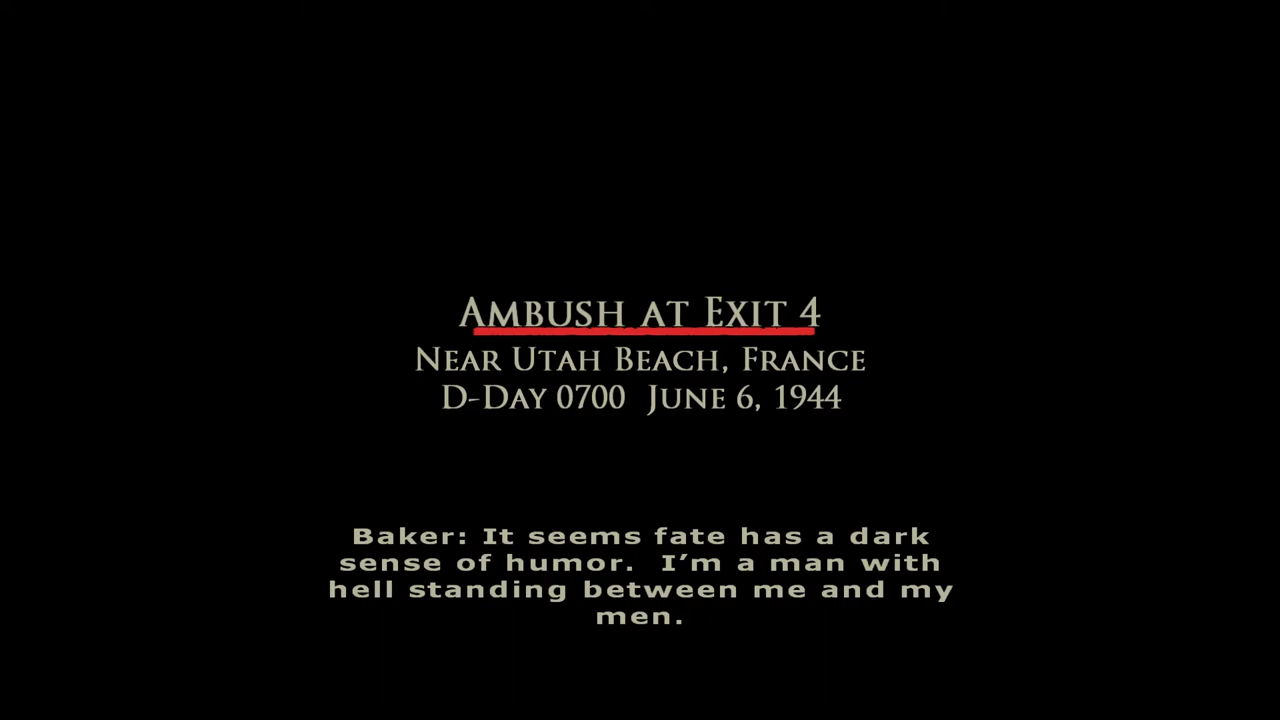 Ambush at Exit 4
Near Utah Beach, France
D-Day 0700 June 6, 1944
Baker: It seems fate has a dark
sense of humor. I'm a man with
hell standing between me and my
men.